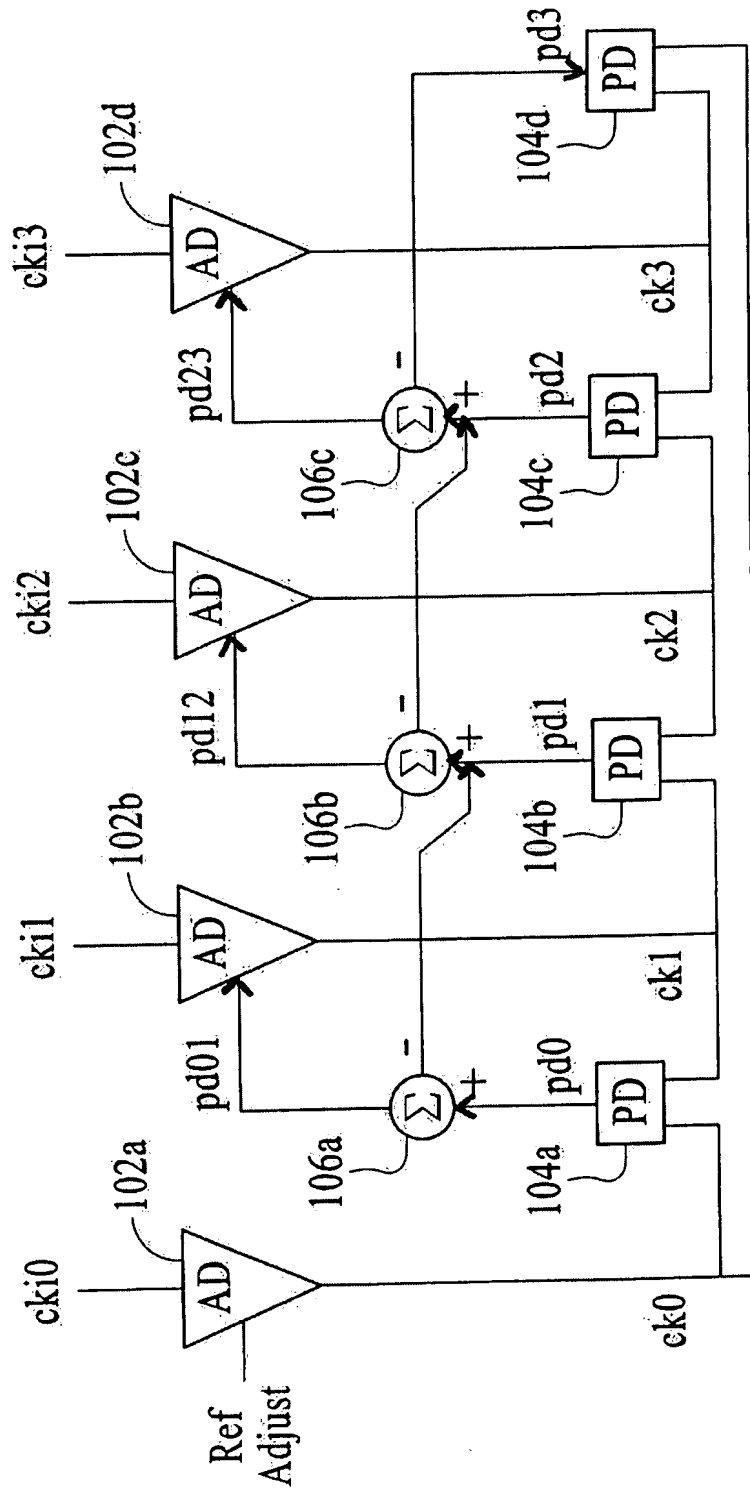 cki0
cki1
cki2
cki3
102a
102b
102c
102d
AD
AD
AD
AD
Ref
Adjust
pd01
pd12
pd23
Σ
-
Σ
-
Σ
-
106a
+
106b
+
106c
+
pd0
pd1
pd2
pd3
PD
PD
PD
PD
104a
104b
104c
104d
ck0
ck1
ck2
ck3